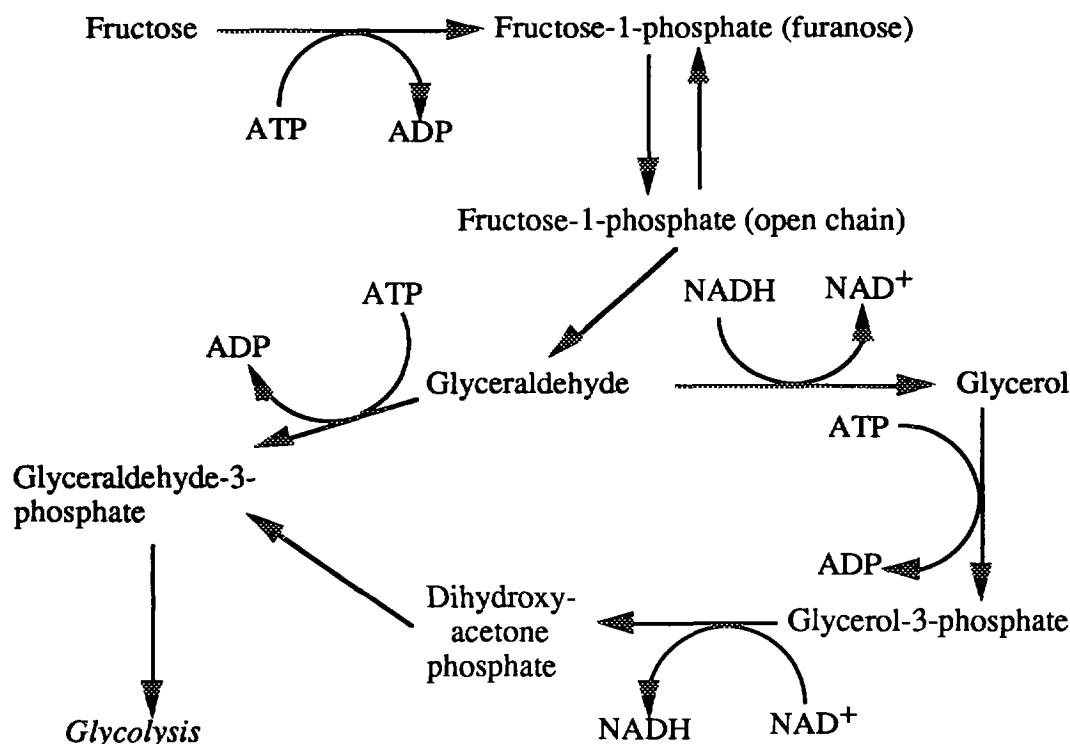 Fructose
Fructose-1-phosphate (furanose)
ATP
ADP
Fructose-1-phosphate (open chain)
ATP
NADH
NAD+
ADP
Glyceraldehyde
Glycerol
ATP
Glyceraldehyde-3-
phosphate
ADP
Dihydroxy-
acetone
phosphate
Glycerol-3-phosphate
Glycolysis
NADH
NAD+